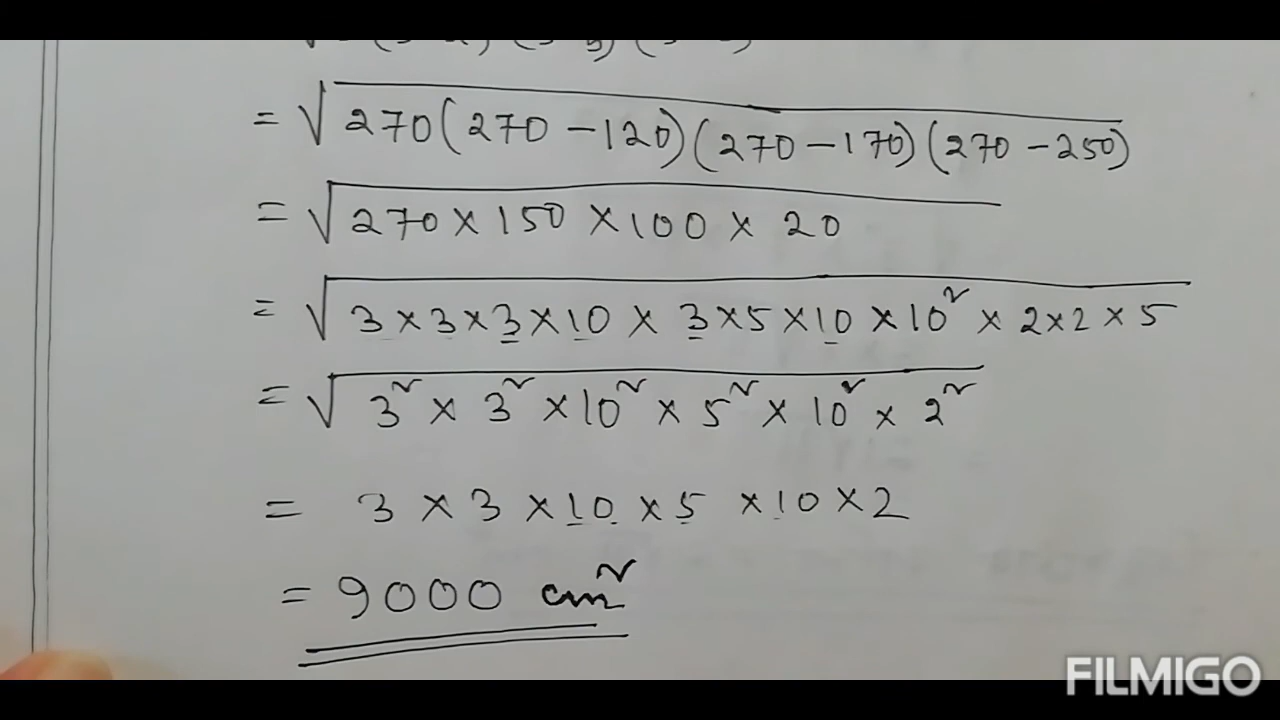 = √270(270 - 120)(270 - 170)(270 - 250)
= √270 × 150 × 100 × 20
= √3 × 3 × 3 × 10 × 3 × 5 × 10 × 10² × 2 × 2 × 5
= √3² × 3² × 10² × 5² × 10² × 2²
= 3 × 3 × 10 × 5 × 10 × 2
= 9000 cm²
FILMIGO